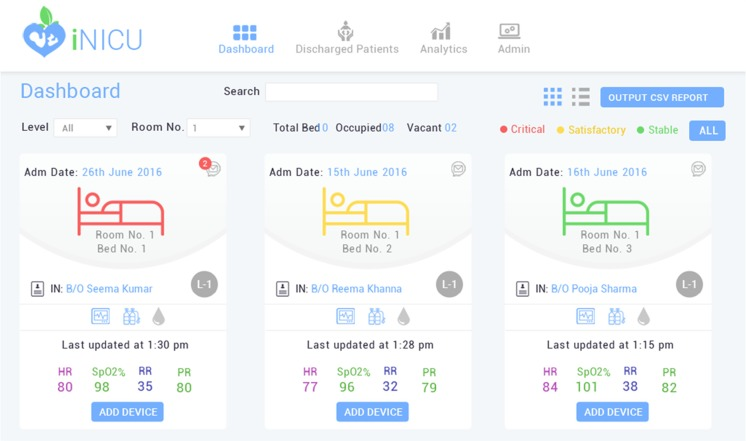 iNICU
Dashboard Discharged Patients Analytics Admin
Dashboard Search OUTPUT CSV REPORT
Level All Room No. 1 Total Bed 0 Occupied 08 Vacant 02 Critical Satisfactory Stable ALL
Adm Date: 26th June 2016 2
Room No. 1
Bed No. 1
IN: B/O Seema Kumar L-1
Last updated at 1:30 pm
HR SpO2% RR PR
80 98 35 80
ADD DEVICE
Adm Date: 15th June 2016
Room No. 1
Bed No. 2
IN: B/O Reema Khanna L-1
Last updated at 1:28 pm
HR SpO2% RR PR
77 96 32 79
ADD DEVICE
Adm Date: 16th June 2016
Room No. 1
Bed No. 3
IN: B/O Pooja Sharma L-1
Last updated at 1:15 pm
HR SpO2% RR PR
84 101 38 82
ADD DEVICE